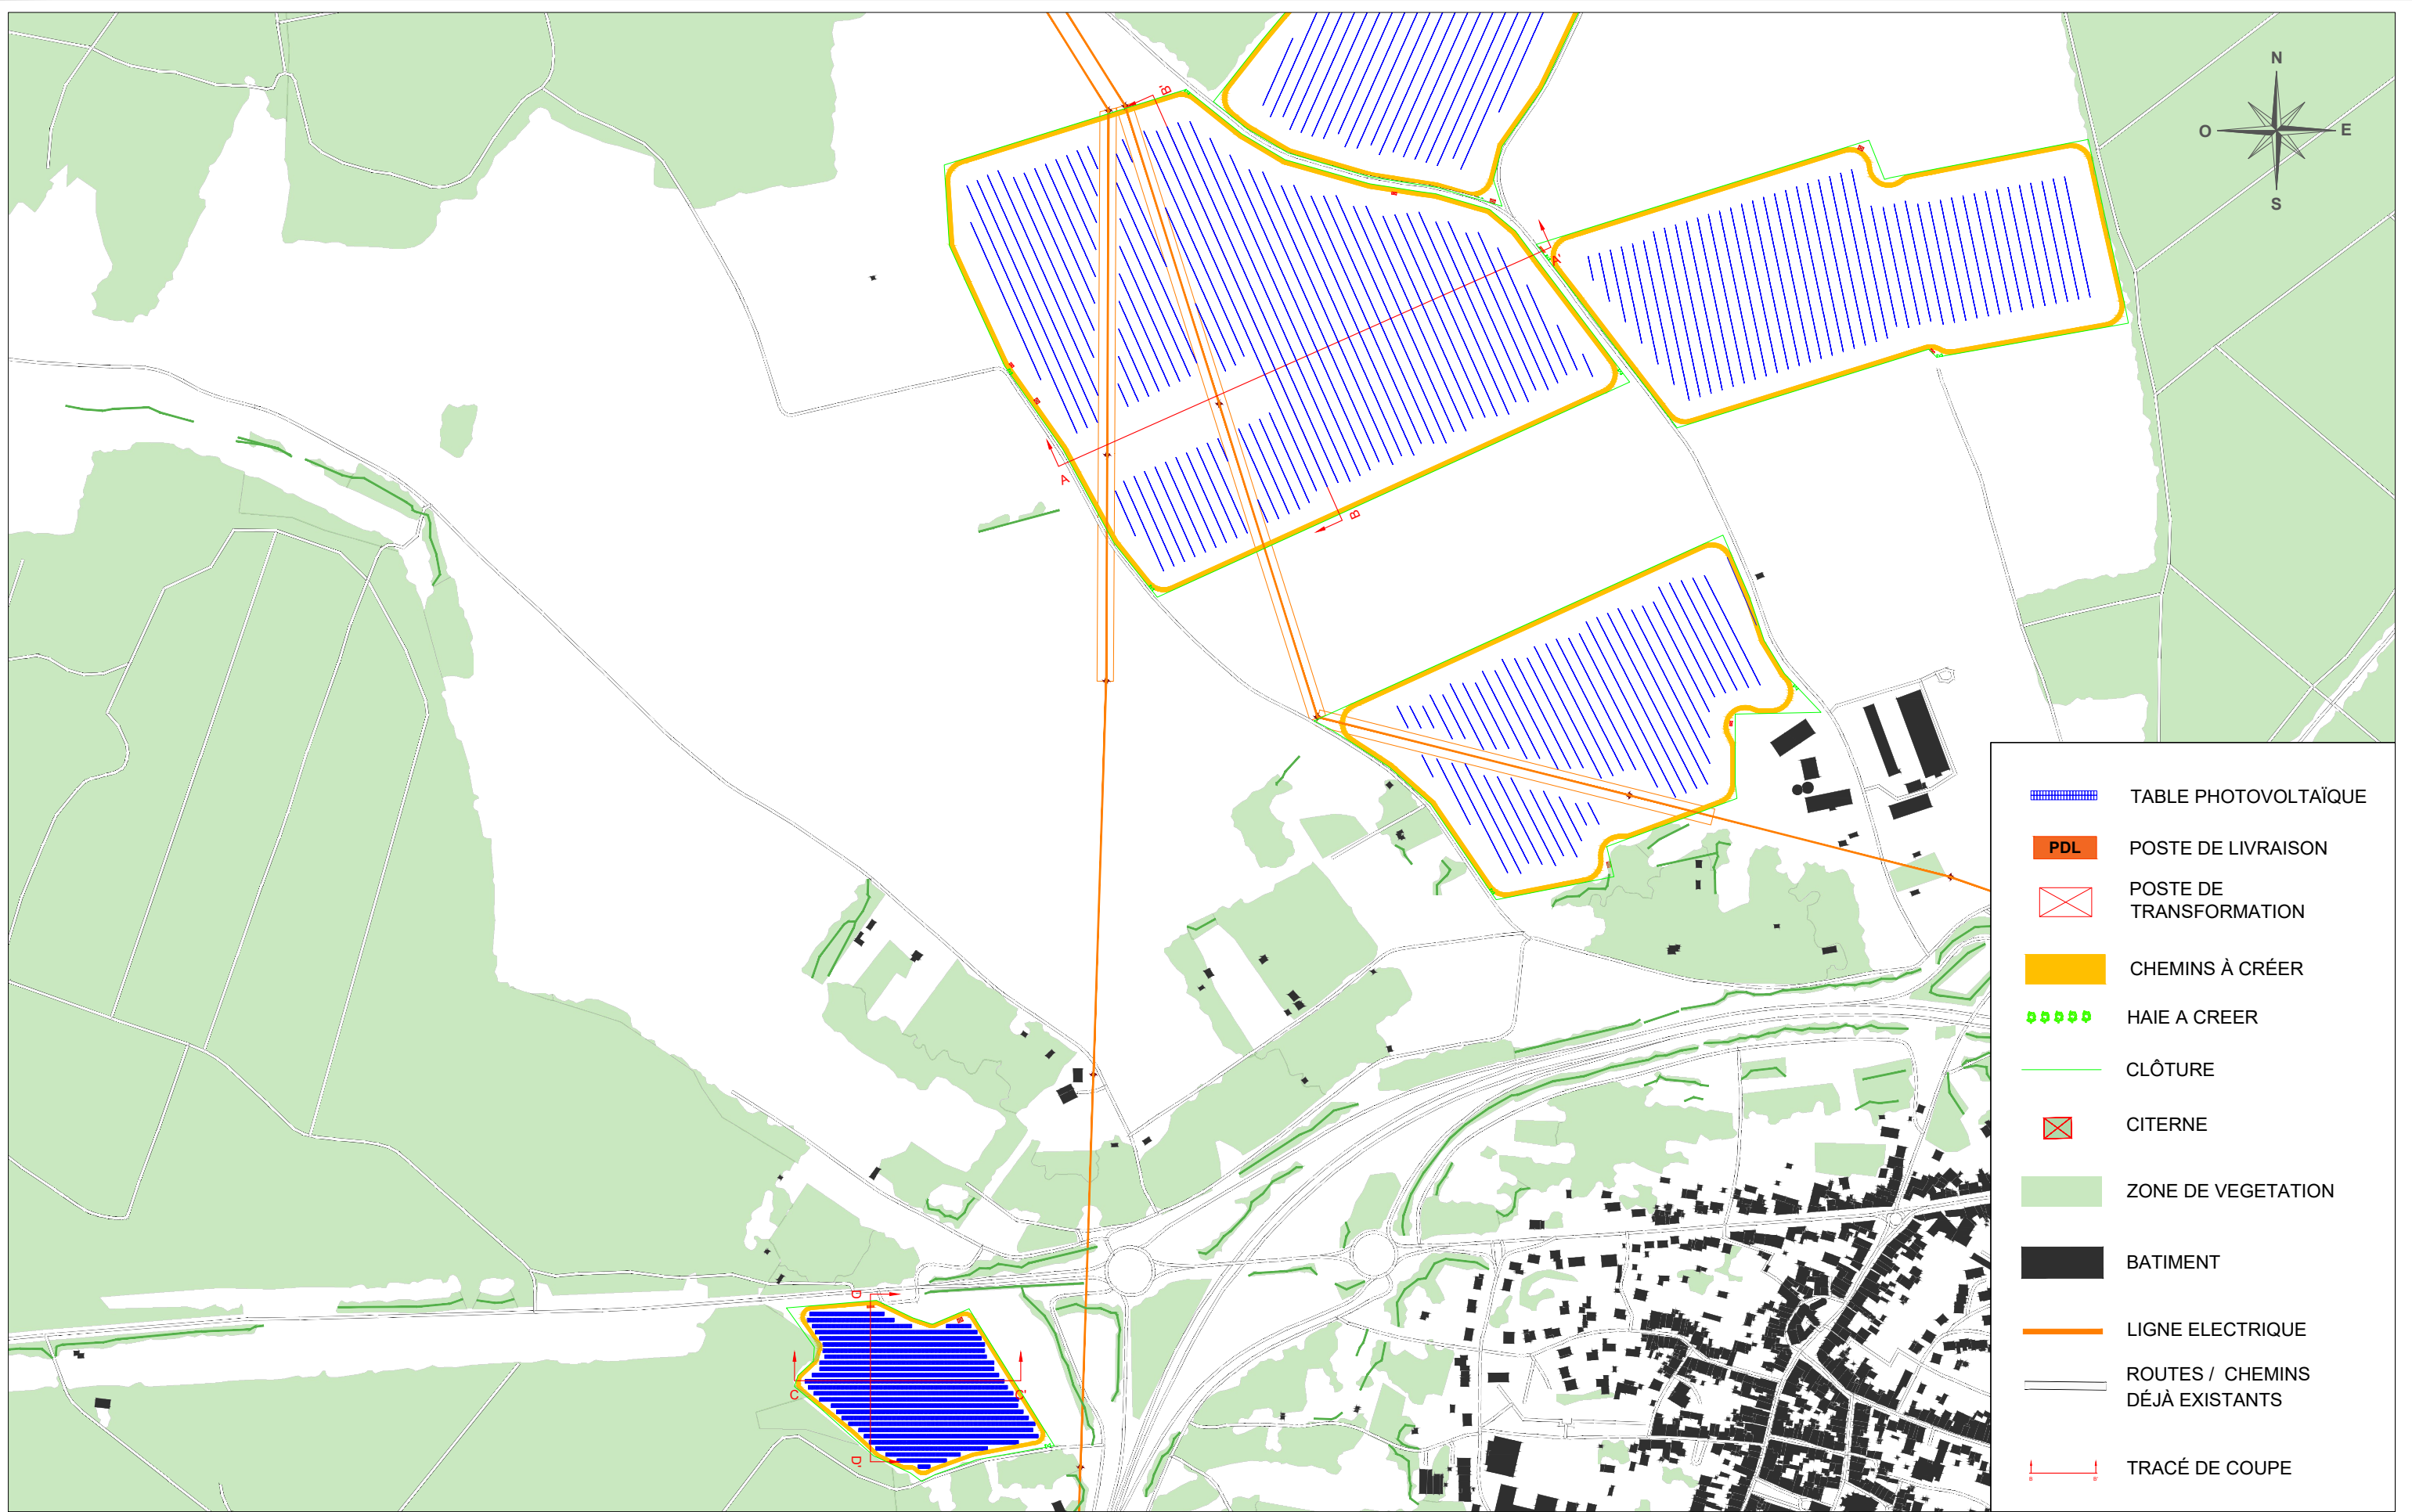 N
O
E
S
B'
A'
A
B
D
C
C'
D'
TABLE PHOTOVOLTAÏQUE
PDL
POSTE DE LIVRAISON
POSTE DE
TRANSFORMATION
CHEMINS À CRÉER
HAIE A CREER
CLÔTURE
CITERNE
ZONE DE VEGETATION
BATIMENT
LIGNE ELECTRIQUE
ROUTES / CHEMINS
DÉJÀ EXISTANTS
TRACÉ DE COUPE